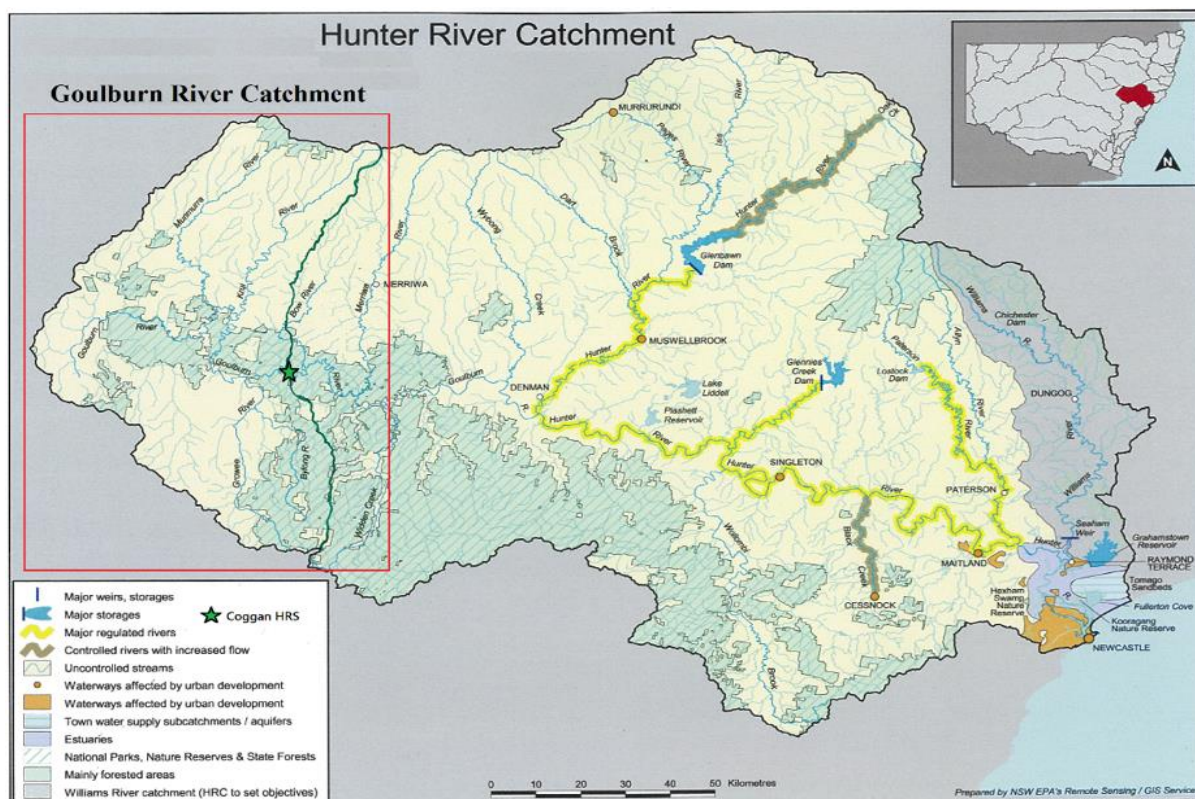 Hunter River Catchment
Goulburn River Catchment
N
MURRURUNDI
Pages
River
Isis
River
Oaky
Ck
River
Hunter
Munmurra
River
Krui
River
Bow River
Merriwa
River
MERRIWA
Wybong
Creek
Dart
Brook
Glenbawn
Dam
River
Hunter
MUSWELLBROOK
Goulburn
River
Goulburn
River
Goulburn
River
Growee
Bylong R.
Widden Creek
DENMAN
R.
Hunter
River
Lake
Liddell
Plashett
Reservoir
Glennies
Creek
Dam
Paterson
Lostock
Dam
Allyn
River
River
Williams
R.
Chichester
Dam
DUNGOG
River
Williams
Hunter
SINGLETON
River
Black
Creek
CESSNOCK
PATERSON
MAITLAND
Hunter
R.
Seaham
Weir
Grahamstown
Reservoir
RAYMOND
TERRACE
Tomago
Sandbeds
Hexham
Swamp
Nature
Reserve
Fullerton Cove
Kooragang
Nature Reserve
NEWCASTLE
Wollombi
Brook
Major weirs, storages
Major storages
Coggan HRS
Major regulated rivers
Controlled rivers with increased flow
Uncontrolled streams
Waterways affected by urban development
Waterways affected by urban development
Town water supply subcatchments / aquifers
Estuaries
National Parks, Nature Reserves & State Forests
Mainly forested areas
Williams River catchment (HRC to set objectives)
0 10 20 30 40 50 Kilometres
Prepared by NSW EPA's Remote Sensing / GIS Service